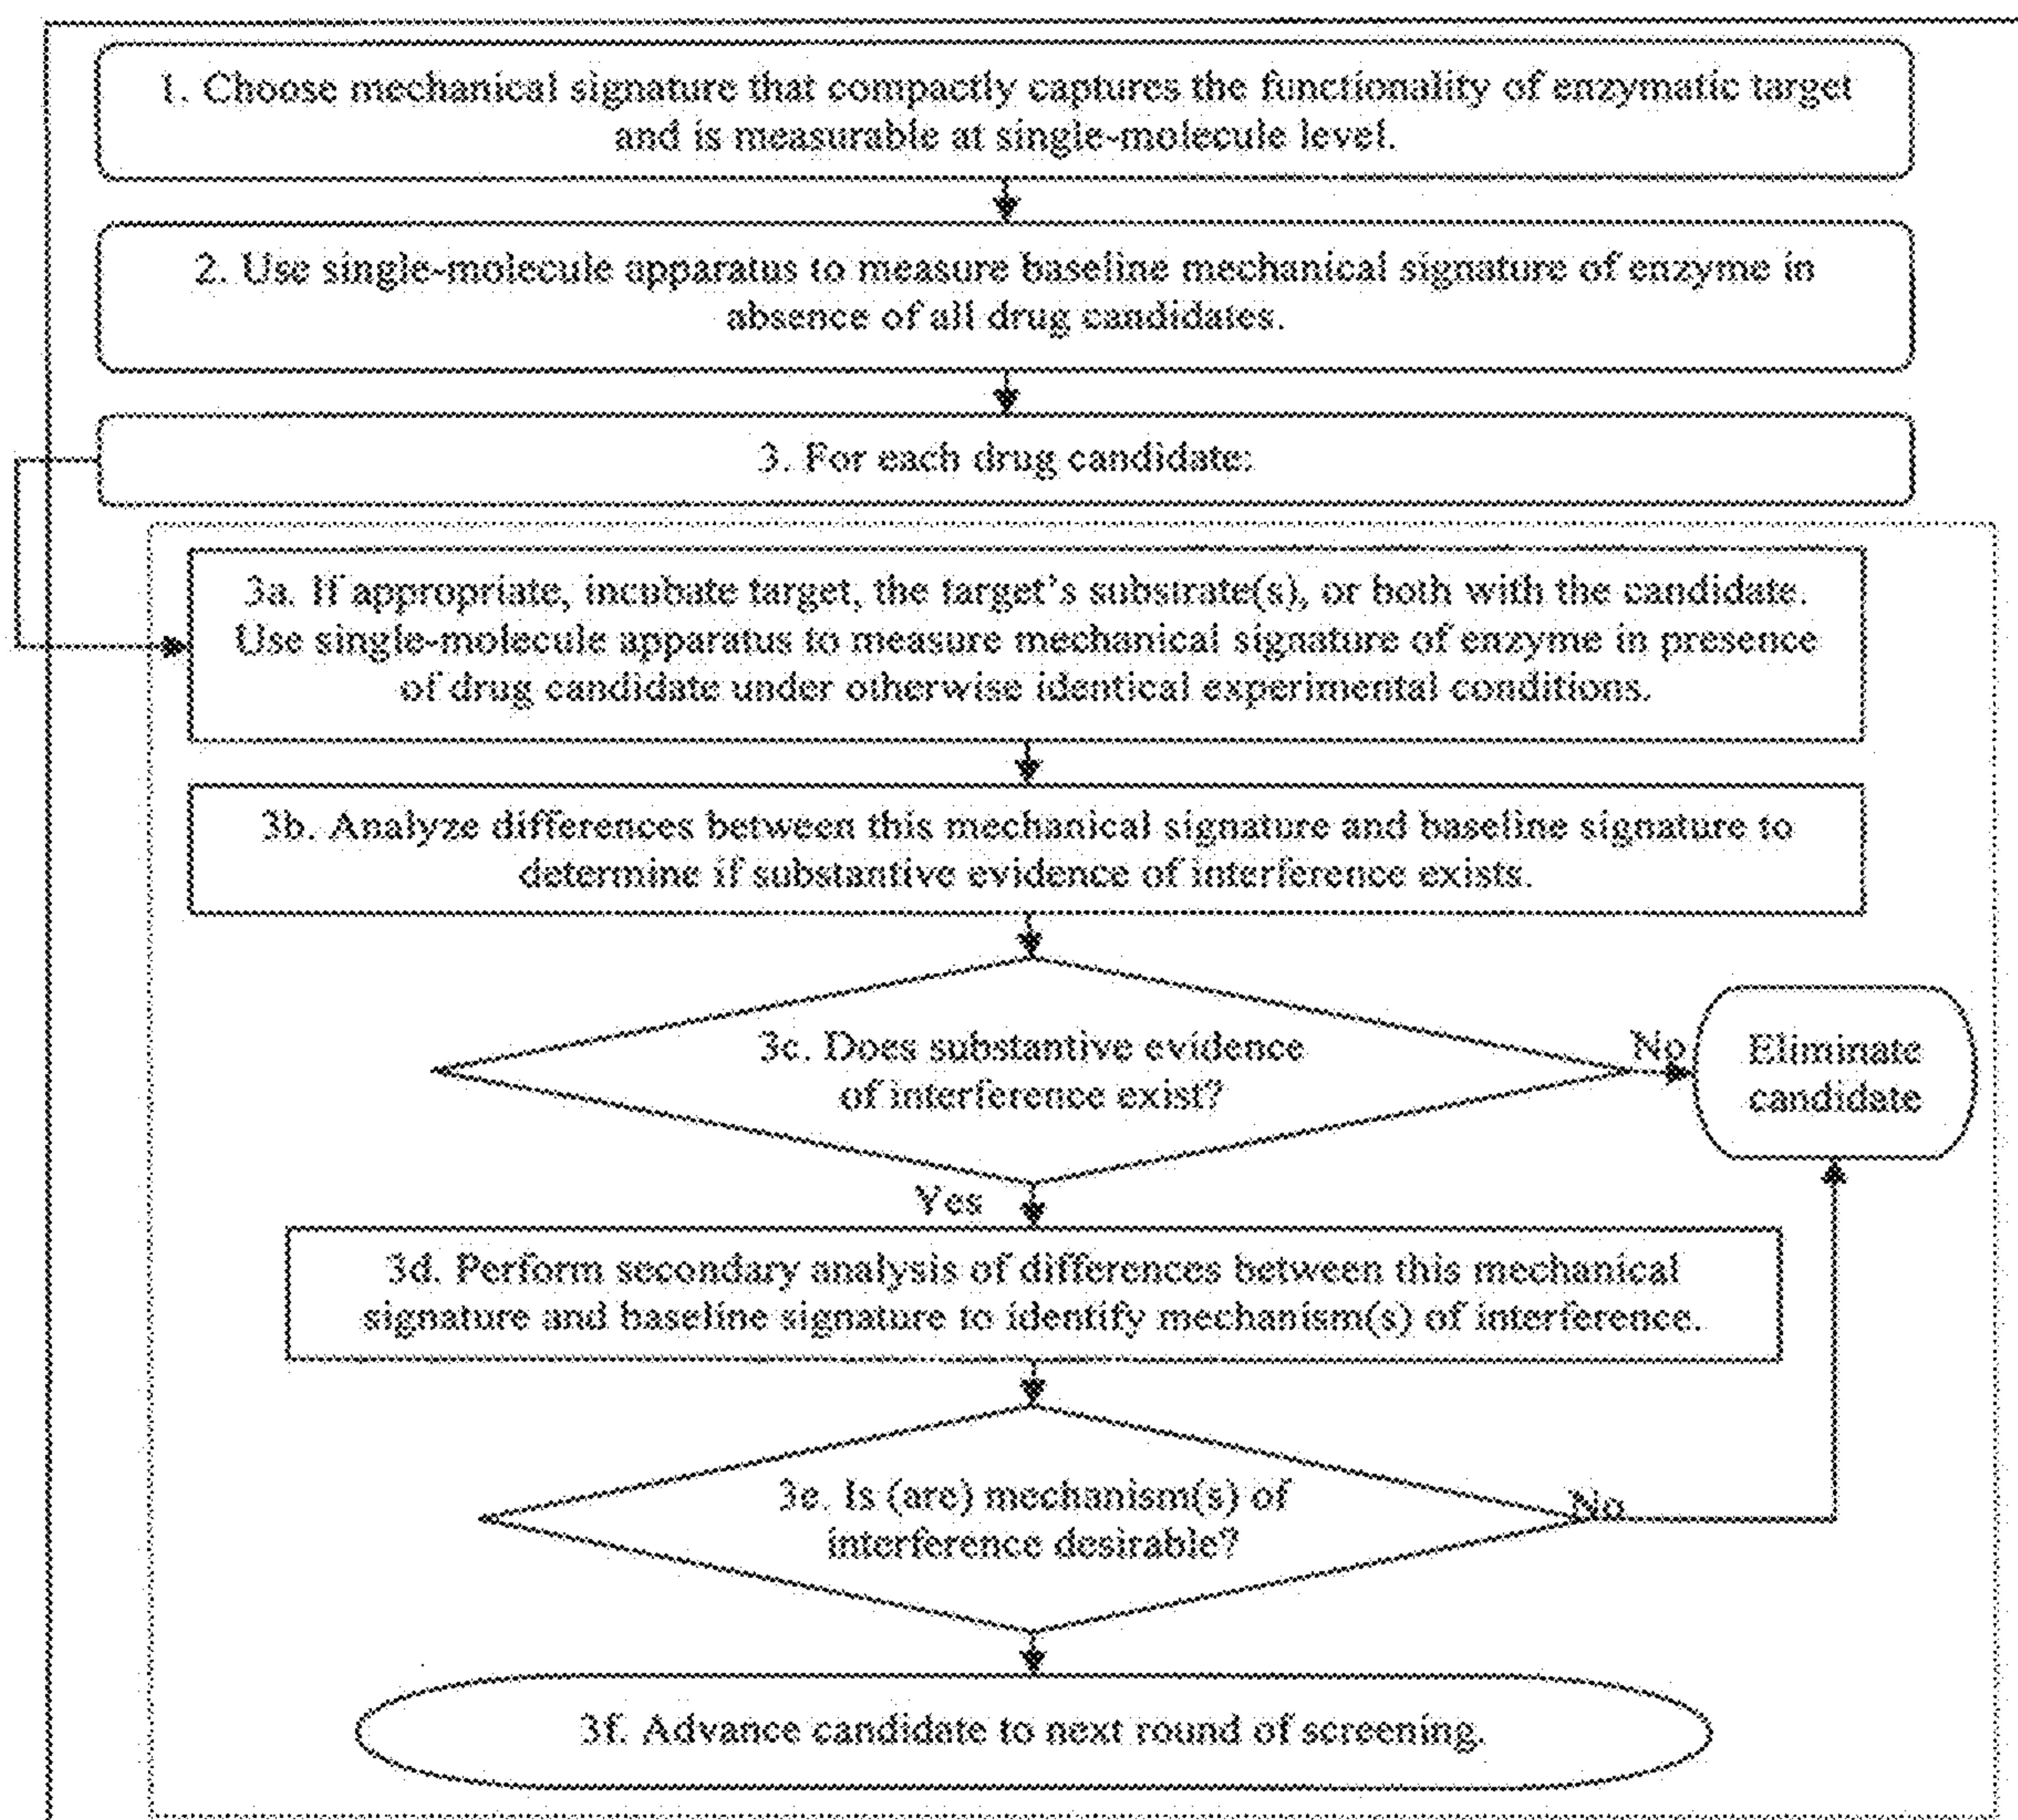 1. Choose mechanical signature that compactly captures the functionality of enzymatic target
and is measurable at single-molecule level.
2. Use single-molecule apparatus to measure baseline mechanical signature of enzyme in
absence of all drug candidates.
3. For each drug candidate:
3a. If appropriate, incubate target, the target's substrate(s), or both with the candidate.
Use single-molecule apparatus to measure mechanical signature of enzyme in presence
of drug candidate under otherwise identical experimental conditions.
3b. Analyze differences between this mechanical signature and baseline signature to
determine if substantive evidence of interference exists.
3c. Does substantive evidence
of interference exist?
No
Eliminate
candidate
Yes
3d. Perform secondary analysis of differences between this mechanical
signature and baseline signature to identify mechanism(s) of interference.
3e. Is (are) mechanism(s) of
interference desirable?
No
3f. Advance candidate to next round of screening.